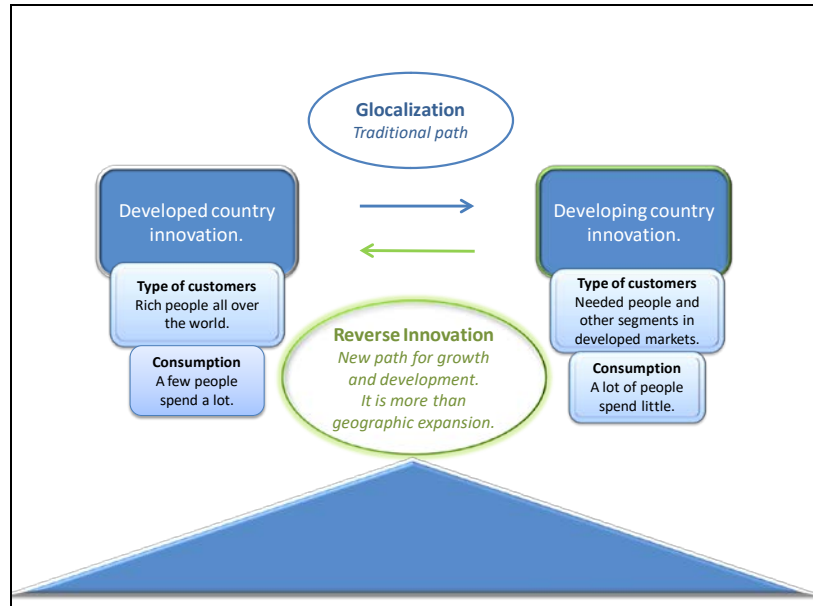 Glocalization
Traditional path
Developed country
innovation.
Type of customers
Rich people all over
the world.
Consumption
A few people
spend a lot.
Developing country
innovation.
Type of customers
Needed people and
other segments in
developed markets.
Consumption
A lot of people
spend little.
Reverse Innovation
New path for growth
and development.
It is more than
geographic expansion.